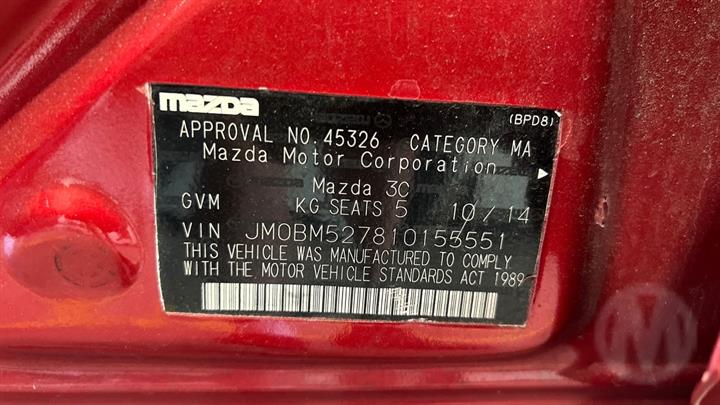 mazda
(BPD8)
APPROVAL NO.45326 CATEGORY MA
Mazda Motor Corporation
Mazda 3C
GVM KG SEATS 5 10/14
VIN JM0BM527810155551
THIS VEHICLE WAS MANUFACTURED TO COMPLY
WITH THE MOTOR VEHICLE STANDARDS ACT 1989
M